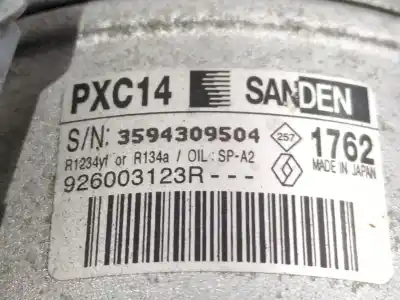 PXC14 SANDEN
S/N: 3594309504 257 1762
R1234yf or R134a / OIL : SP-A2 MADE IN JAPAN
926003123R---